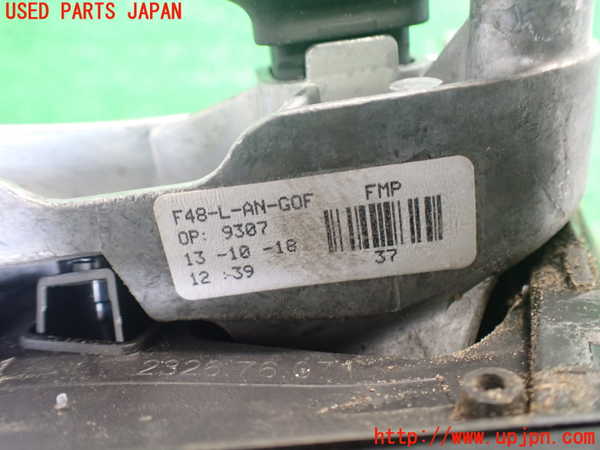 USED PARTS JAPAN
F48-L-AN-GOF
FMP
OP: 9307
13 -10 -18
12 :39
37
http://www.upjpn.com/